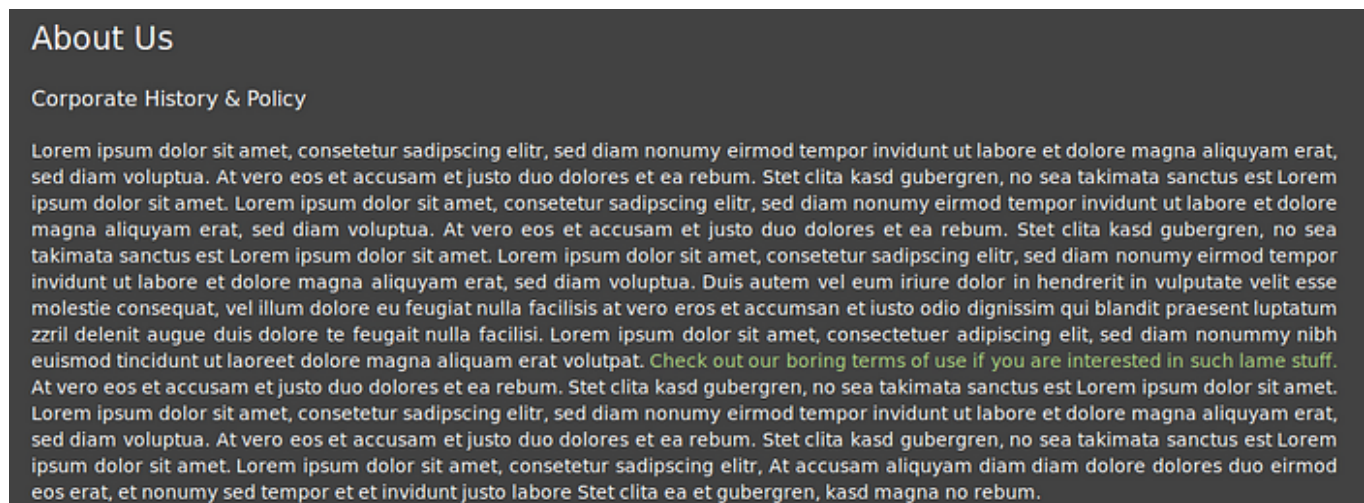 About Us
Corporate History & Policy
Lorem ipsum dolor sit amet, consetetur sadipscing elitr, sed diam nonumy eirmod tempor invidunt ut labore et dolore magna aliquyam erat,
sed diam voluptua. At vero eos et accusam et justo duo dolores et ea rebum. Stet clita kasd gubergren, no sea takimata sanctus est Lorem
ipsum dolor sit amet. Lorem ipsum dolor sit amet, consetetur sadipscing elitr, sed diam nonumy eirmod tempor invidunt ut labore et dolore
magna aliquyam erat, sed diam voluptua. At vero eos et accusam et justo duo dolores et ea rebum. Stet clita kasd gubergren, no sea
takimata sanctus est Lorem ipsum dolor sit amet. Lorem ipsum dolor sit amet, consetetur sadipscing elitr, sed diam nonumy eirmod tempor
invidunt ut labore et dolore magna aliquyam erat, sed diam voluptua. Duis autem vel eum iriure dolor in hendrerit in vulputate velit esse
molestie consequat, vel illum dolore eu feugiat nulla facilisis at vero eros et accumsan et iusto odio dignissim qui blandit praesent luptatum
zzril delenit augue duis dolore te feugait nulla facilisi. Lorem ipsum dolor sit amet, consectetuer adipiscing elit, sed diam nonummy nibh
euismod tincidunt ut laoreet dolore magna aliquam erat volutpat. Check out our boring terms of use if you are interested in such lame stuff.
At vero eos et accusam et justo duo dolores et ea rebum. Stet clita kasd gubergren, no sea takimata sanctus est Lorem ipsum dolor sit amet.
Lorem ipsum dolor sit amet, consetetur sadipscing elitr, sed diam nonumy eirmod tempor invidunt ut labore et dolore magna aliquyam erat,
sed diam voluptua. At vero eos et accusam et justo duo dolores et ea rebum. Stet clita kasd gubergren, no sea takimata sanctus est Lorem
ipsum dolor sit amet. Lorem ipsum dolor sit amet, consetetur sadipscing elitr, At accusam aliquyam diam diam dolore dolores duo eirmod
eos erat, et nonumy sed tempor et et invidunt justo labore Stet clita ea et gubergren, kasd magna no rebum.